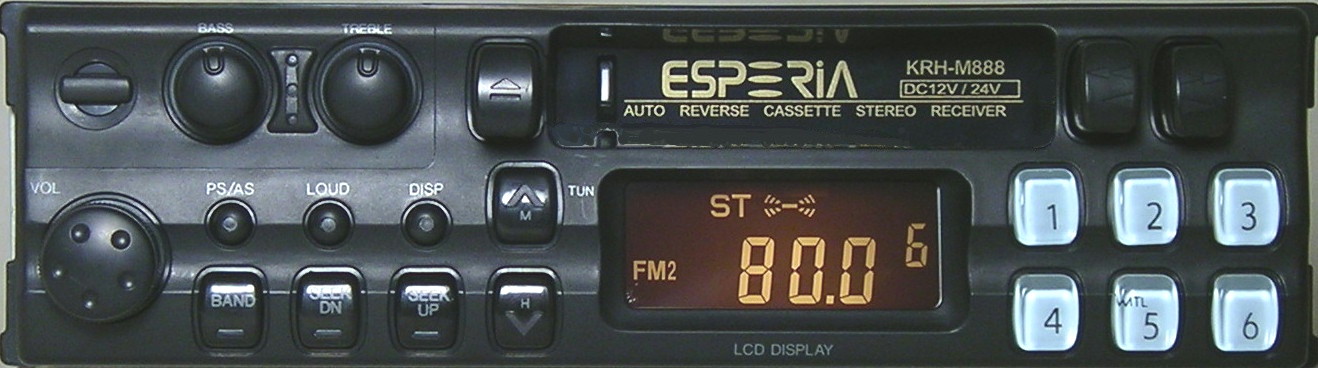 BASS TREBLE
ESPERiA KRH-M888
DC12V / 24V
AUTO REVERSE CASSETTE STEREO RECEIVER
VOL PS/AS LOUD DISP
M
TUN
ST
FM2 80.0 6
1 2 3
BAND SEEK DN SEEK UP H
4 MTL 5 6
LCD DISPLAY